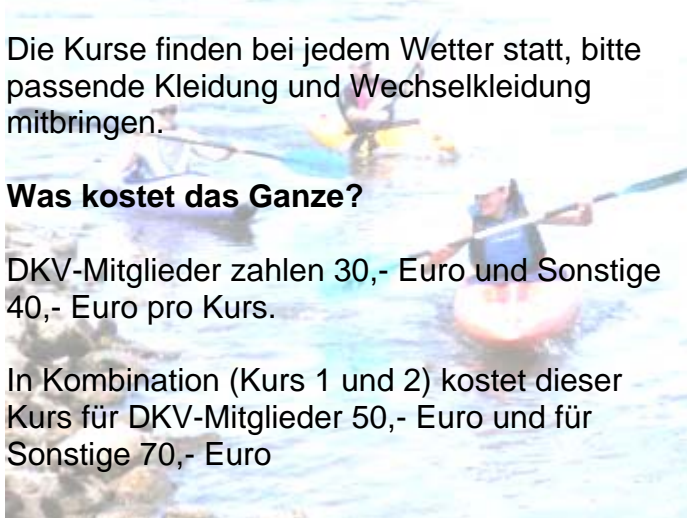 Die Kurse finden bei jedem Wetter statt, bitte
passende Kleidung und Wechselkleidung
mitbringen.
Was kostet das Ganze?
DKV-Mitglieder zahlen 30,- Euro und Sonstige
40,- Euro pro Kurs.
In Kombination (Kurs 1 und 2) kostet dieser
Kurs für DKV-Mitglieder 50,- Euro und für
Sonstige 70,- Euro